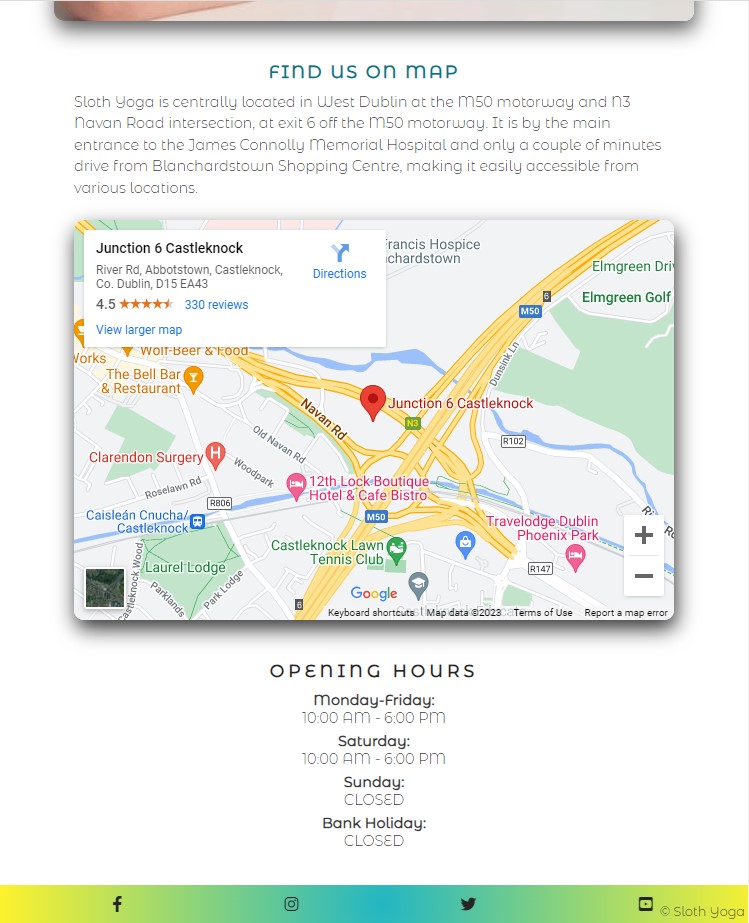 FIND US ON MAP
Sloth Yoga is centrally located in West Dublin at the M50 motorway and N3
Navan Road intersection, at exit 6 off the M50 motorway. It is by the main
entrance to the James Connolly Memorial Hospital and only a couple of minutes
drive from Blanchardstown Shopping Centre, making it easily accessible from
various locations.
Junction 6 Castleknock
River Rd, Abbotstown, Castleknock,
Co. Dublin, D15 EA43
4.5
330 reviews
View larger map
Directions
Francis Hospice
Elmgreen
Elmgreen Golf
6
M50
Dunsink Ln
Wolf-Beer & Food
The Bell Bar
& Restaurant
Navan Rd
Junction 6 Castleknock
N3
R102
Old Navan Rd
Clarendon Surgery
H
Woodpark
Roselawn Rd
12th Lock Boutique
Hotel & Cafe Bistro
R806
Caisleán Cnucha/
Castleknock
M50
Travelodge Dublin
Phoenix Park
Castleknock Lawn
Tennis Club
Laurel Lodge
R147
Castleknock Wood
Parklands
Park Lodge
6
Google
Keyboard shortcuts
Map data ©2023
Terms of Use
Report a map error
OPENING HOURS
Monday-Friday:
10:00 AM - 6:00 PM
Saturday:
10:00 AM - 6:00 PM
Sunday:
CLOSED
Bank Holiday:
CLOSED
© Sloth Yoga